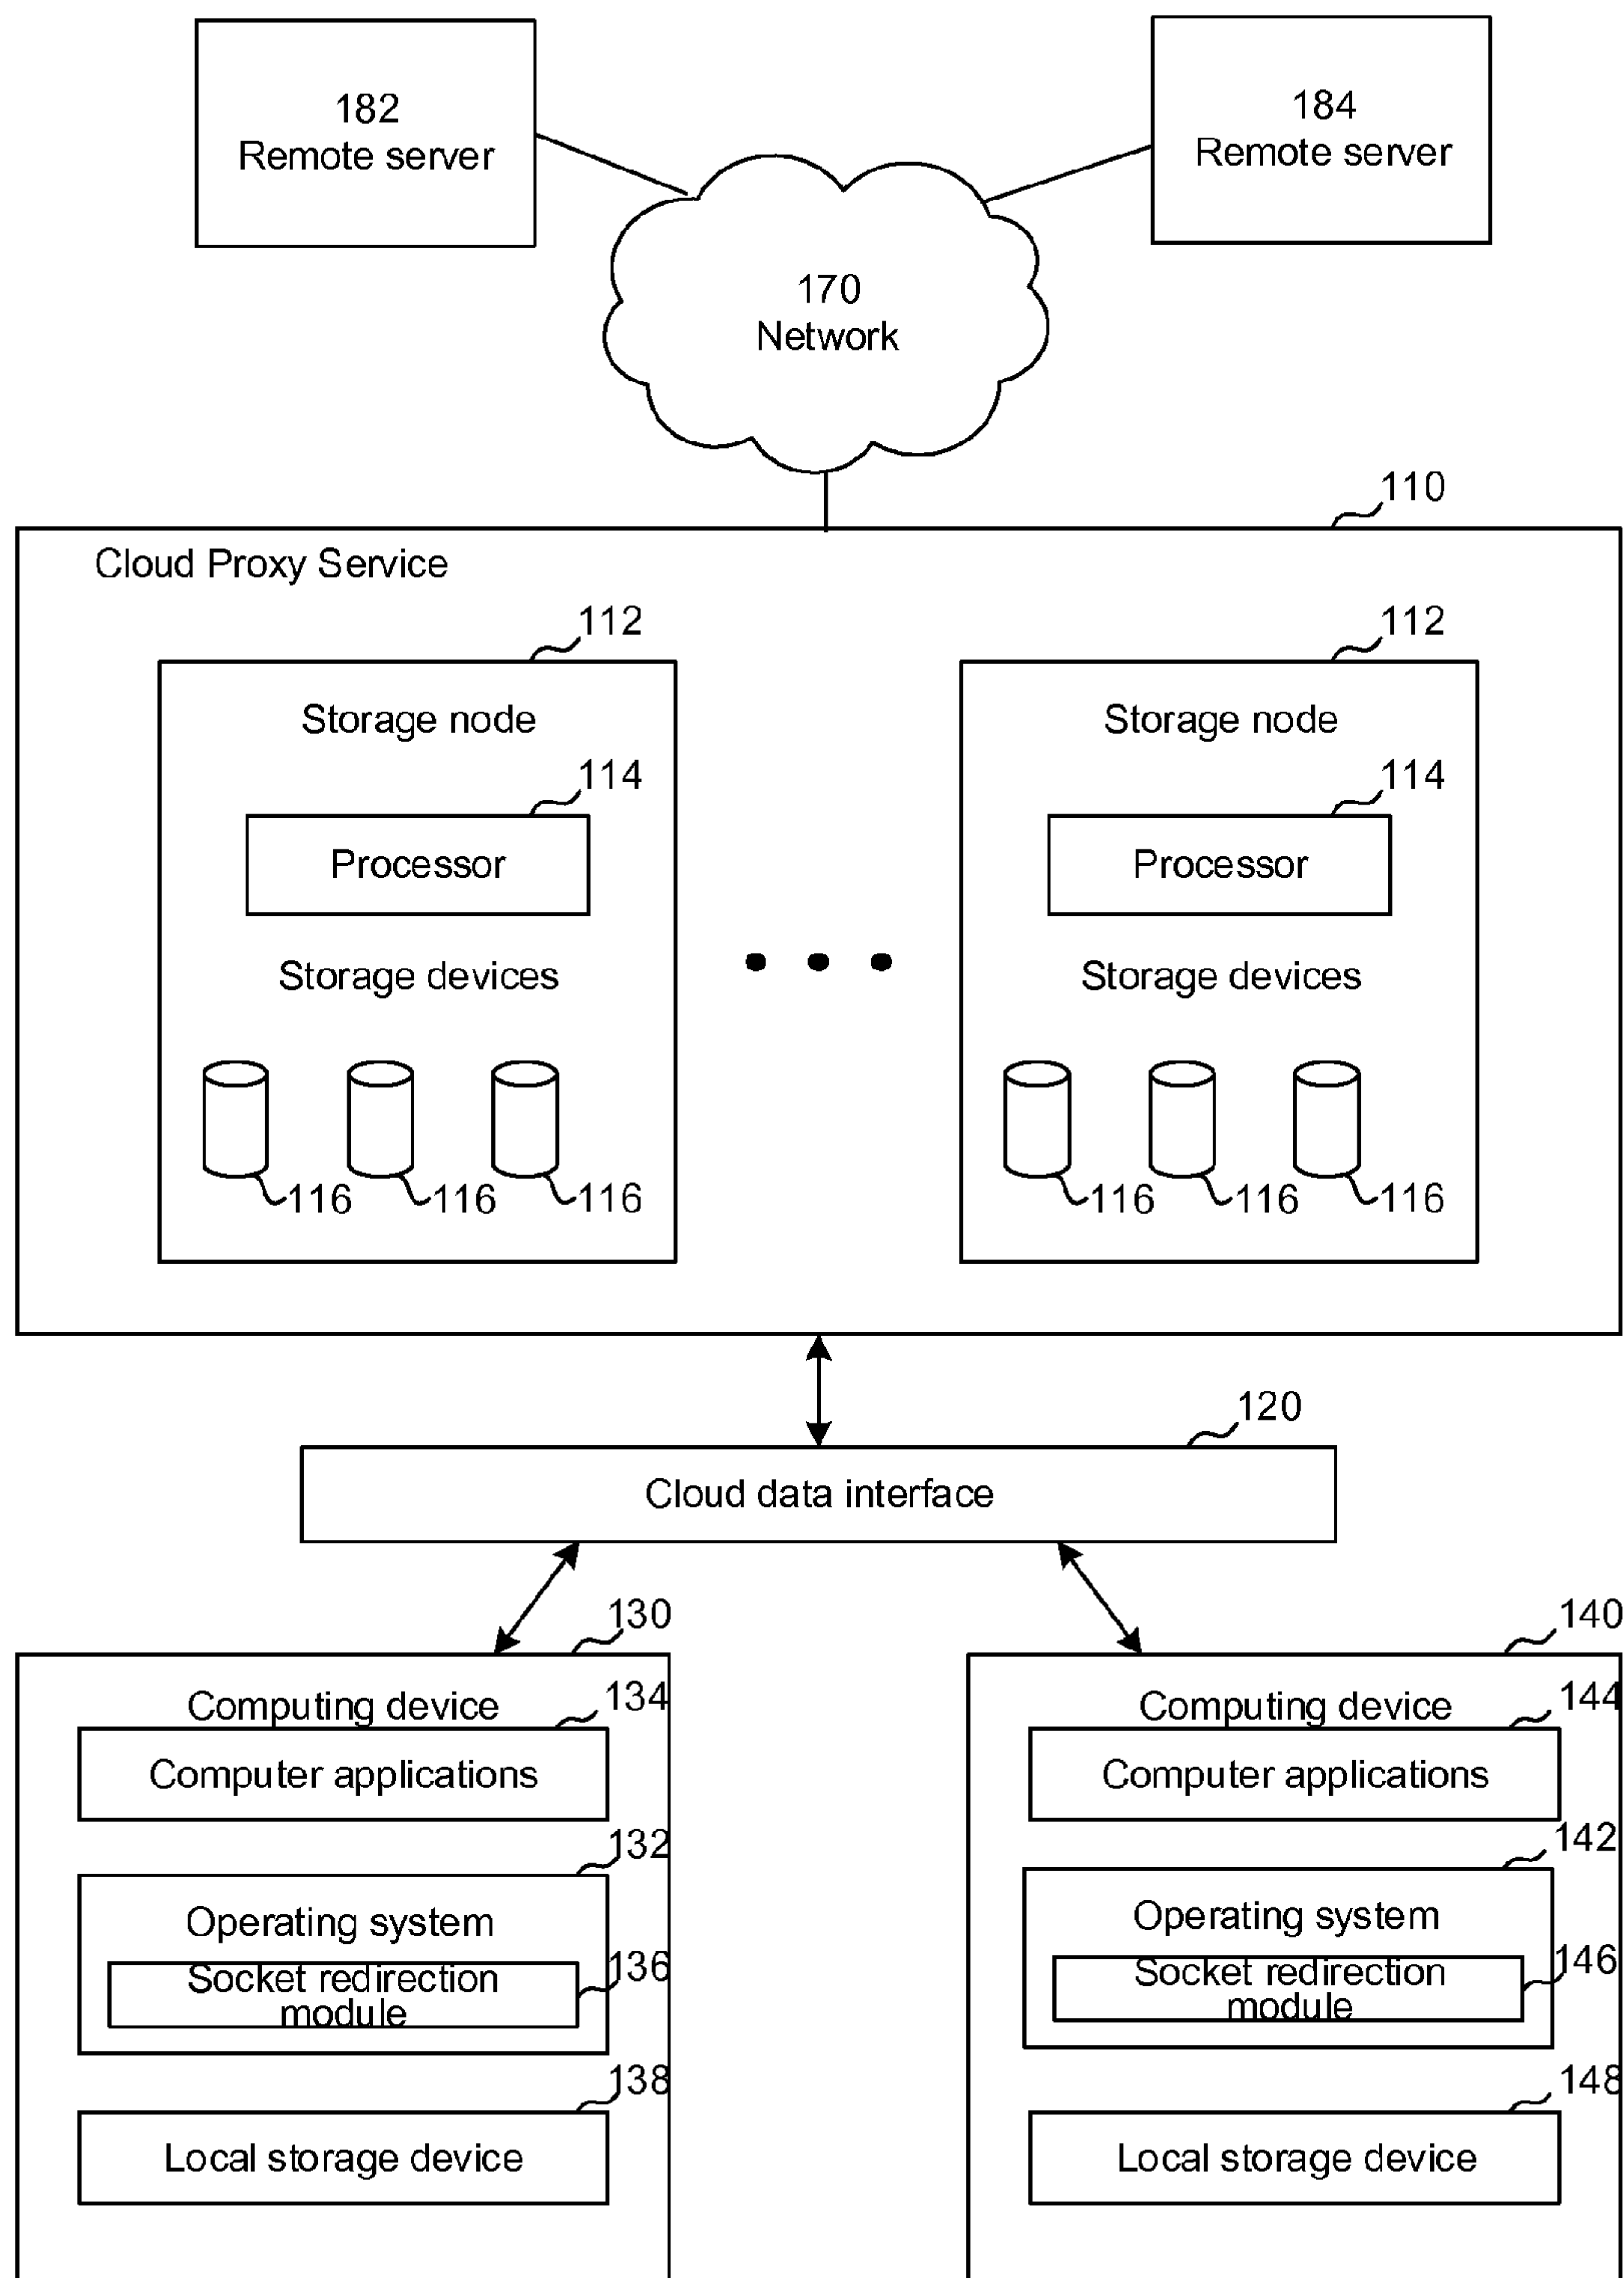 182
Remote server
184
Remote server
170
Network
110
Cloud Proxy Service
112
112
Storage node
Storage node
114
114
Processor
Processor
Storage devices
Storage devices
116
116
116
116
116
116
120
Cloud data interface
130
140
Computing device
134
Computing device
144
Computer applications
Computer applications
132
142
Operating system
Operating system
Socket redirection
module
136
Socket redirection
module
146
138
148
Local storage device
Local storage device